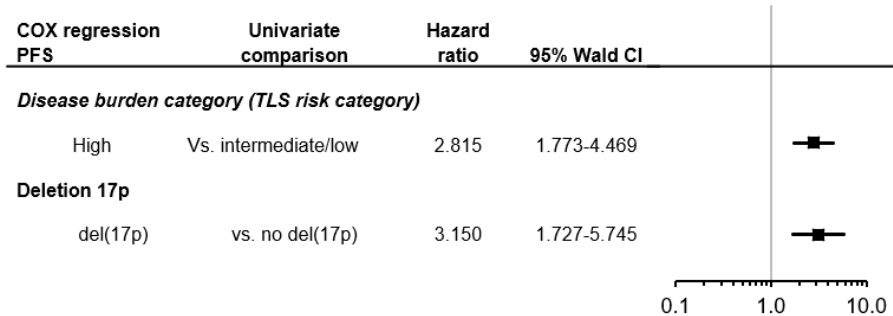 COX regression Univariate Hazard
PFS comparison ratio 95% Wald CI
Disease burden category (TLS risk category)
High Vs. intermediate/low 2.815 1.773-4.469
Deletion 17p
del(17p) vs. no del(17p) 3.150 1.727-5.745
0.1 1.0 10.0